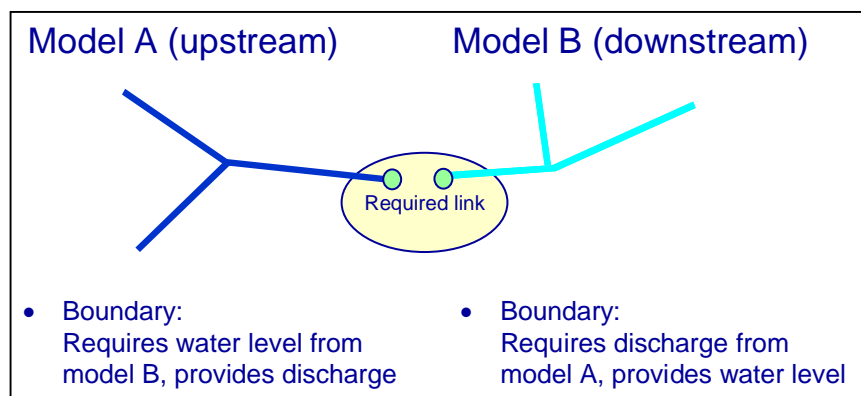 Model A (upstream)
Model B (downstream)
Required link
• Boundary:
Requires water level from
model B, provides discharge
• Boundary:
Requires discharge from
model A, provides water level